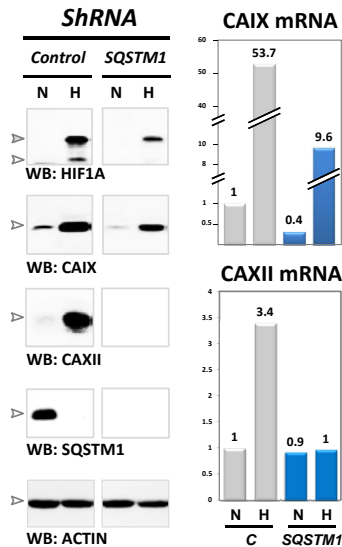 ShRNA
Control SQSTM1
N H N H
WB: HIF1A
WB: CAIX
WB: CAXII
WB: SQSTM1
WB: ACTIN
CAIX mRNA
60
50
40
10
8
1
0.5
1
53.7
0.4
9.6
CAXII mRNA
4
3.5
3
2.5
2
1.5
1
0.5
0
1
3.4
0.9
1
N H N H
C SQSTM1